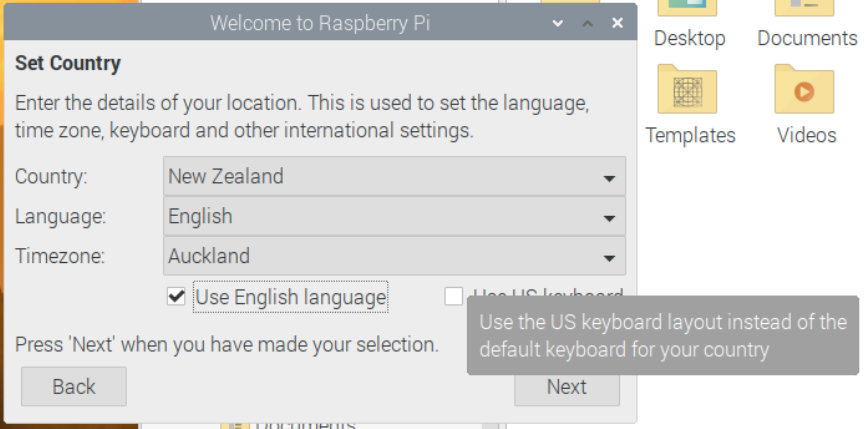 Welcome to Raspberry Pi
Desktop Documents
Set Country
Enter the details of your location. This is used to set the language,
time zone, keyboard and other international settings.
Templates Videos
Country: New Zealand
Language: English
Timezone: Auckland
Use English language Use US keyboard
Use the US keyboard layout instead of the
default keyboard for your country
Press 'Next' when you have made your selection.
Back Next
Documents